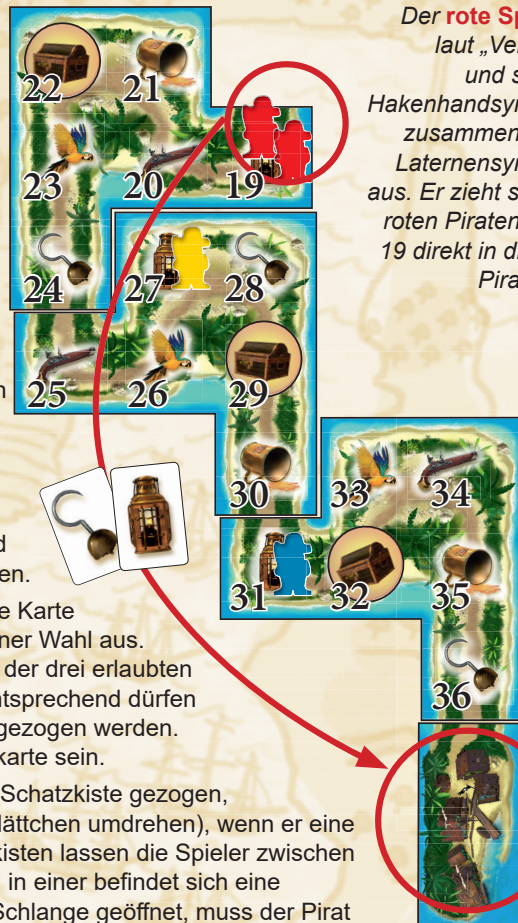 Der rote Sp
laut „Ver
und s
Hakenhandsym
zusammen
Laternensym
aus. Er zieht s
roten Piraten
19 direkt in d
Pira
22 21
23 20 19
24 27 28
25 26 29
30 33 34
31 32 35
36
n
d
en.
e Karte
ner Wahl aus.
der drei erlaubten
ntsprechend dürfen
gezogen werden.
karte sein.
Schatzkiste gezogen,
lättchen umdrehen), wenn er eine
kisten lassen die Spieler zwischen
in einer befindet sich eine
Schlange geöffnet, muss der Pirat